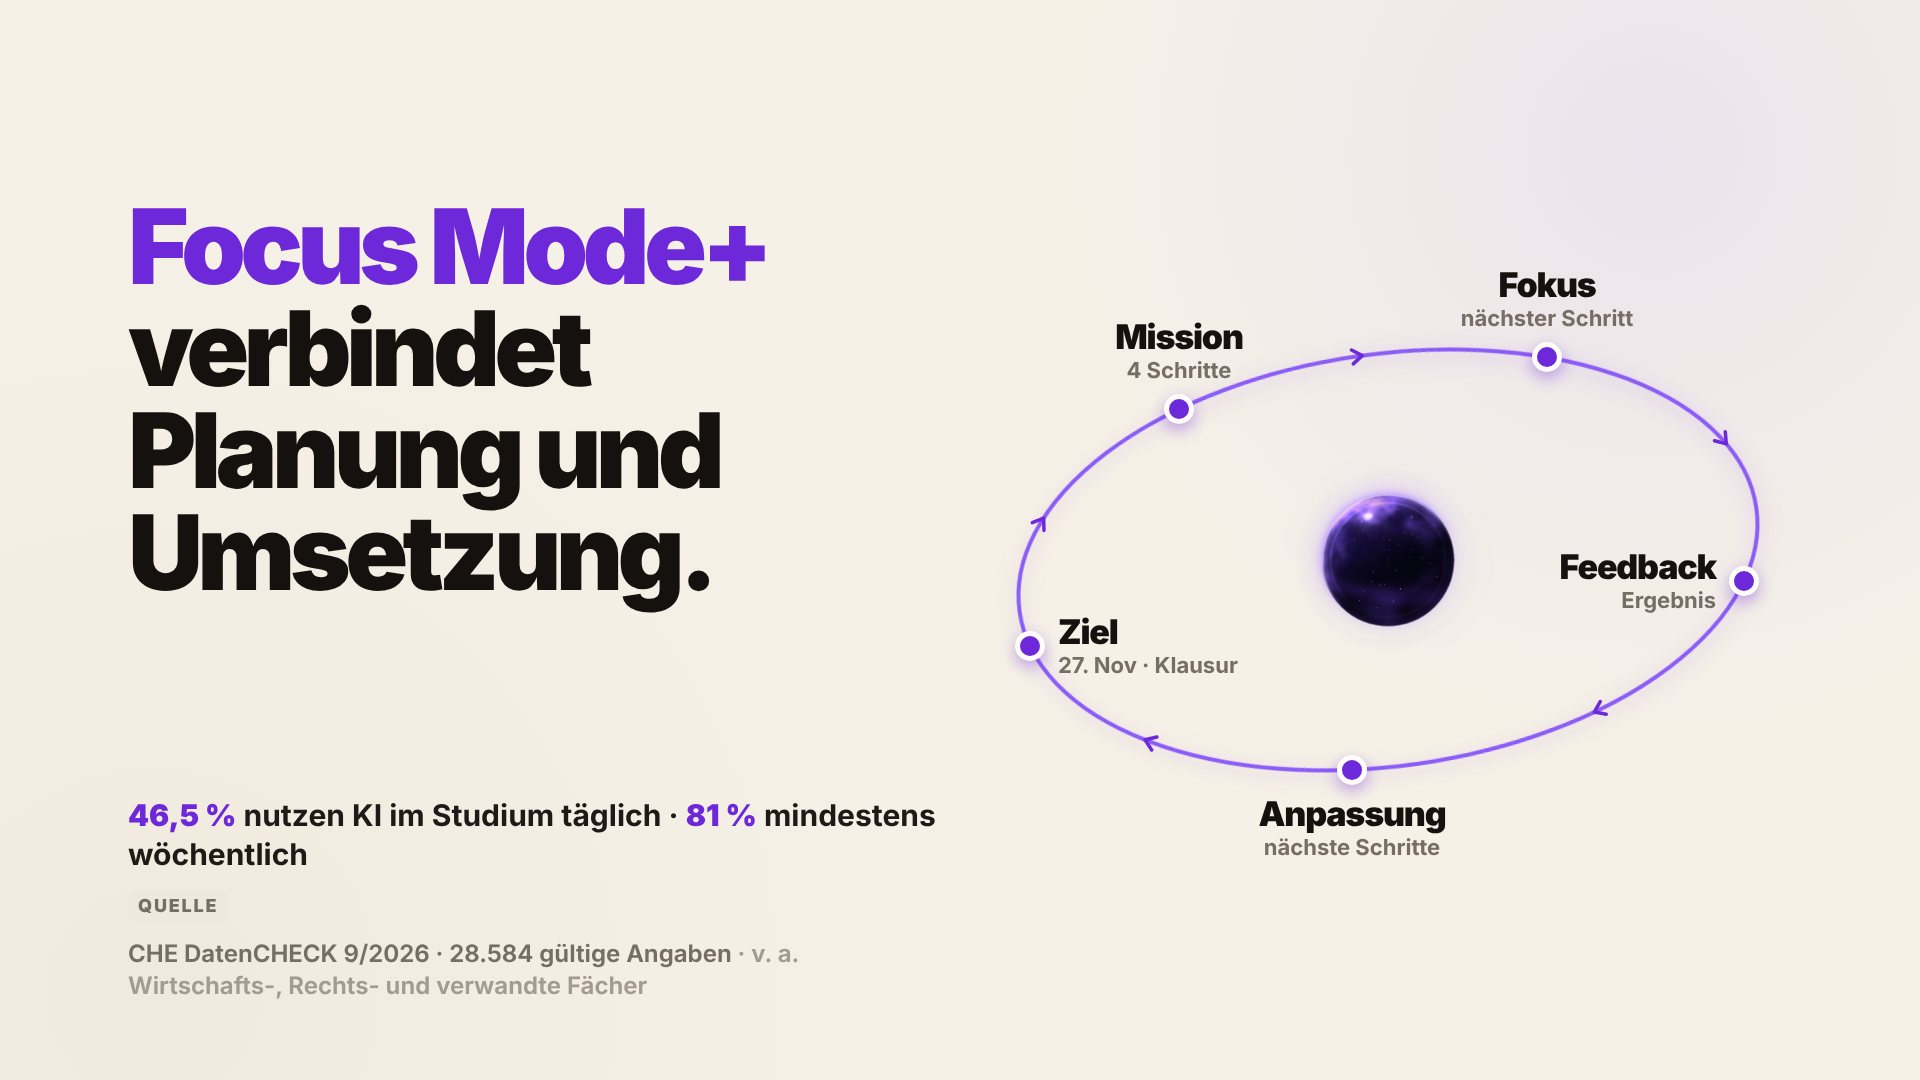 Focus Mode+
verbindet
Planung und
Umsetzung.
46,5 % nutzen KI im Studium täglich · 81 % mindestens
wöchentlich
QUELLE
CHE DatenCHECK 9/2026 · 28.584 gültige Angaben · v. a.
Wirtschafts-, Rechts- und verwandte Fächer
Fokus
nächster Schritt
Mission
4 Schritte
Feedback
Ergebnis
Ziel
27. Nov · Klausur
Anpassung
nächste Schritte